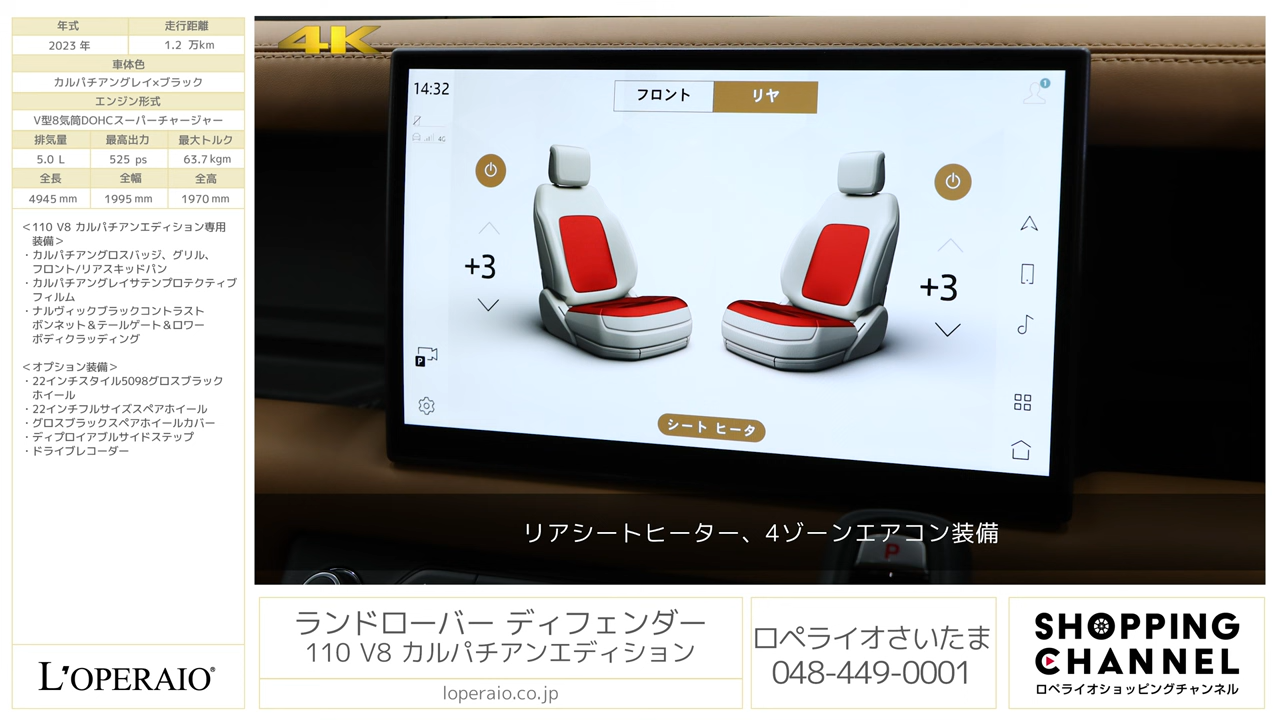 年式
走行距離
2023 年
1.2 万km
車体色
カルパチアングレイ×ブラック
エンジン形式
V型8気筒DOHCスーパーチャージャー
排気量
最高出力
最大トルク
5.0 L
525 ps
63.7 kgm
全長
全幅
全高
4945 mm
1995 mm
1970 mm
＜110 V8 カルパチアンエディション専用
装備＞
・カルパチアングロスバッジ、グリル、
フロント/リアスキッドパン
・カルパチアングレイサテンプロテクティブ
フィルム
・ナルヴィックブラックコントラスト
ボンネット＆テールゲート＆ロワー
ボディクラッディング
＜オプション装備＞
・22インチスタイル5098グロスブラック
ホイール
・22インチフルサイズスペアホイール
・グロスブラックスペアホイールカバー
・ディプロイアブルサイドステップ
・ドライブレコーダー
L'OPERAIO®
4K
14:32
フロント
リヤ
1
4G
+3
+3
P
シート ヒータ
リアシートヒーター、4ゾーンエアコン装備
P
ランドローバー ディフェンダー
110 V8 カルパチアンエディション
loperaio.co.jp
ロペライオさいたま
048-449-0001
SHOPPING
CHANNEL
ロペライオショッピングチャンネル